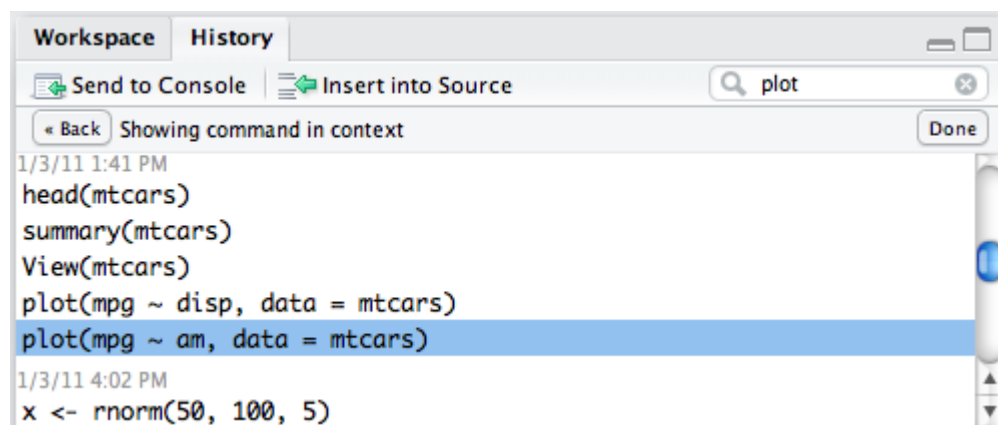 Workspace History
Send to Console Insert into Source plot
« Back Showing command in context Done
1/3/11 1:41 PM
head(mtcars)
summary(mtcars)
View(mtcars)
plot(mpg ~ disp, data = mtcars)
plot(mpg ~ am, data = mtcars)
1/3/11 4:02 PM
x <- rnorm(50, 100, 5)